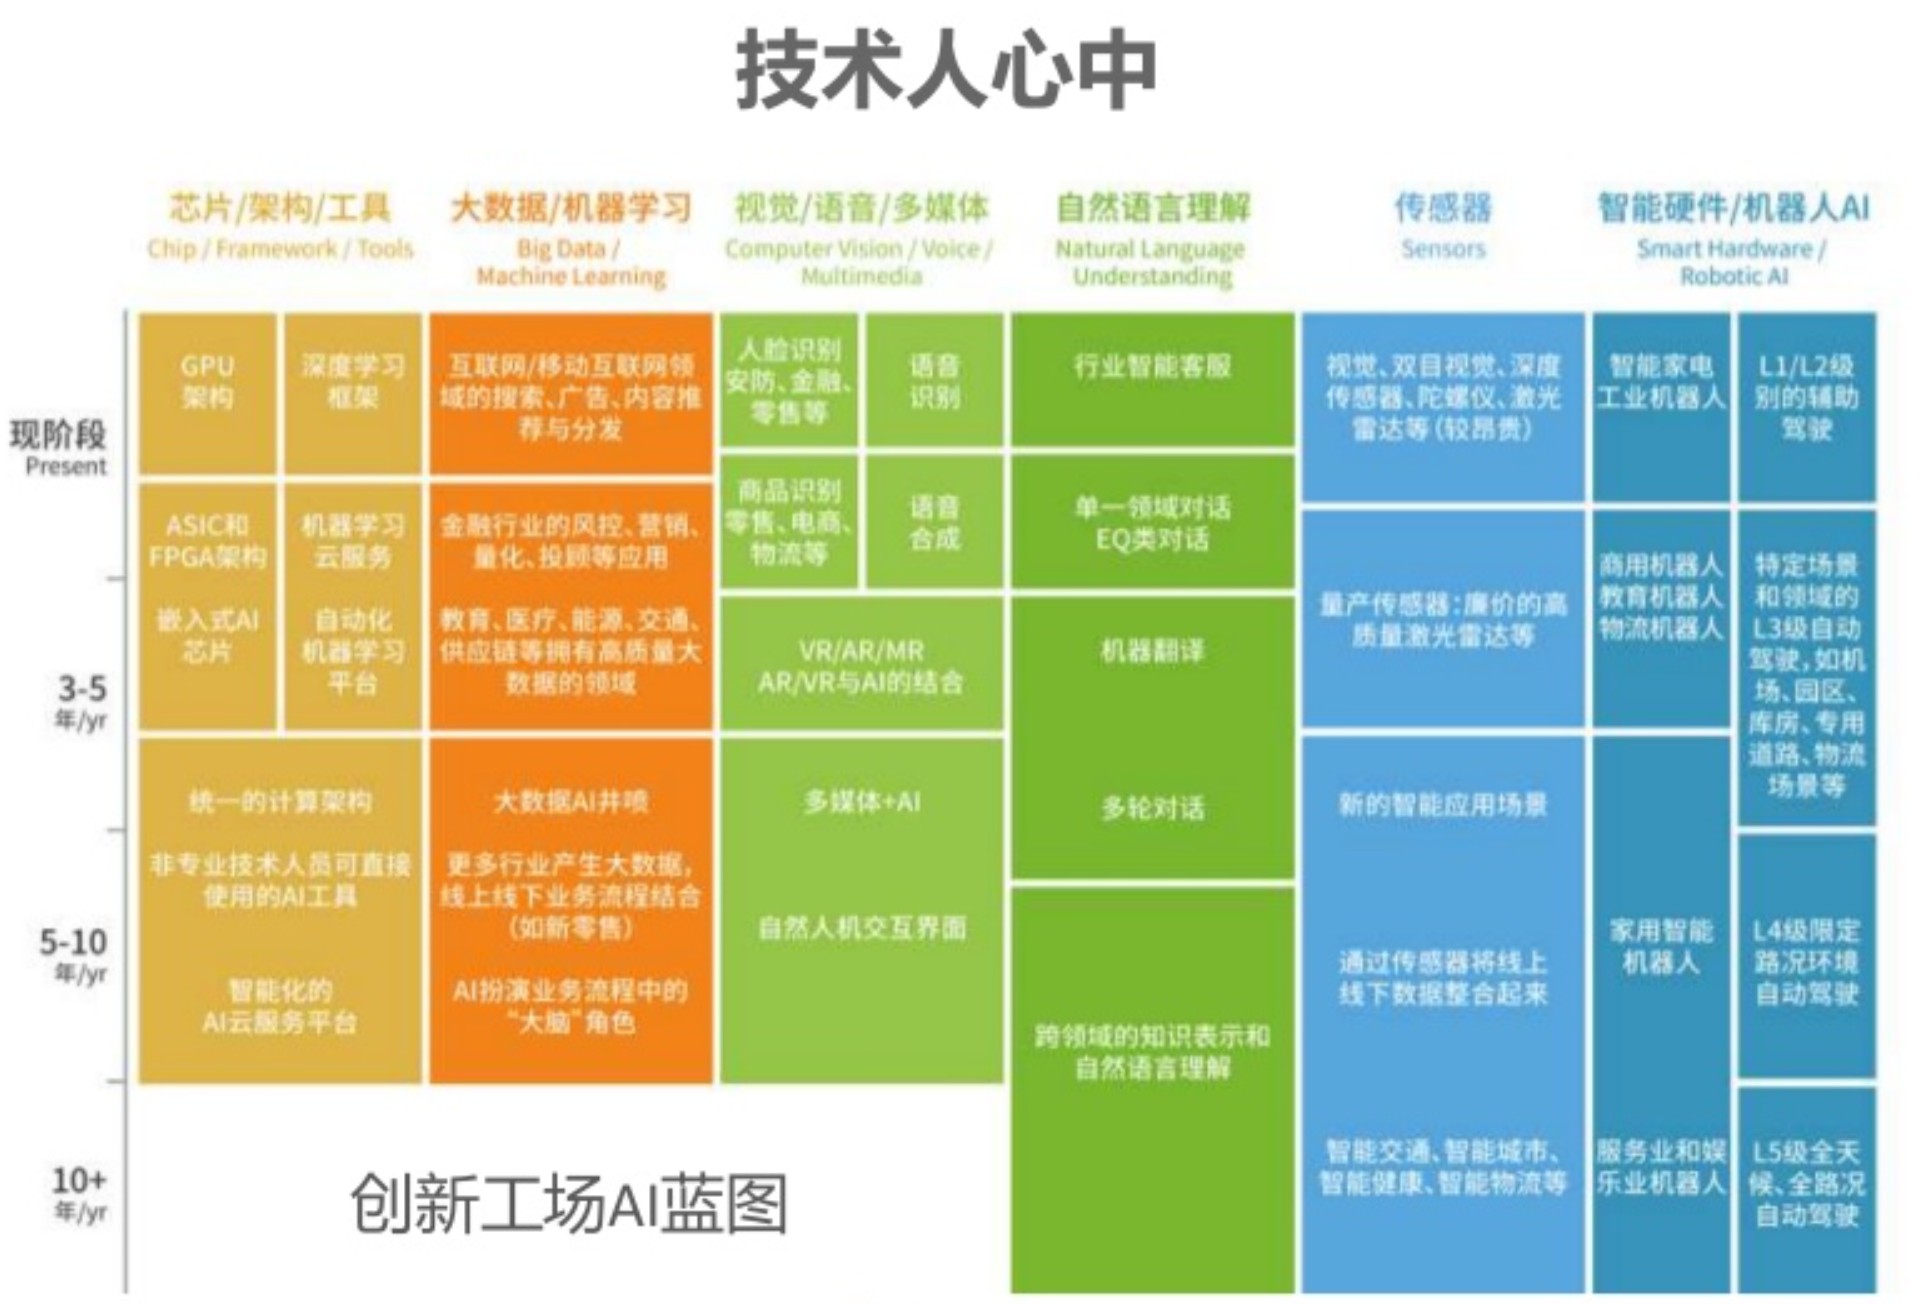 技术人心中
芯片/架构/工具
Chip / Framework / Tools
大数据/机器学习
Big Data /
Machine Learning
视觉/语音/多媒体
Computer Vision / Voice /
Multimedia
自然语言理解
Natural Language
Understanding
传感器
Sensors
智能硬件/机器人AI
Smart Hardware /
Robotic AI
现阶段
Present
3-5
年/yr
5-10
年/yr
10+
年/yr
GPU
架构
深度学习
框架
ASIC和
FPGA架构
嵌入式AI
芯片
机器学习
云服务
自动化
机器学习
平台
统一的计算架构
非专业技术人员可直接
使用的AI工具
智能化的
AI云服务平台
互联网/移动互联网领
域的搜索、广告、内容推
荐与分发
金融行业的风控、营销、
量化、投顾等应用
教育、医疗、能源、交通、
供应链等拥有高质量大
数据的领域
大数据AI井喷
更多行业产生大数据,
线上线下业务流程结合
(如新零售)
AI扮演业务流程中的
“大脑”角色
人脸识别
安防、金融、
零售等
语音
识别
商品识别
零售、电商、
物流等
语音
合成
VR/AR/MR
AR/VR与AI的结合
多媒体+AI
自然人机交互界面
行业智能客服
单一领域对话
EQ类对话
机器翻译
多轮对话
跨领域的知识表示和
自然语言理解
视觉、双目视觉、深度
传感器、陀螺仪、激光
雷达等(较昂贵)
量产传感器:廉价的高
质量激光雷达等
新的智能应用场景
通过传感器将线上
线下数据整合起来
智能交通、智能城市、
智能健康、智能物流等
智能家电
工业机器人
商用机器人
教育机器人
物流机器人
家用智能
机器人
服务业和娱
乐业机器人
L1/L2级
别的辅助
驾驶
特定场景
和领域的
L3级自动
驾驶,如机
场、园区、
库房、专用
道路、物流
场景等
L4级限定
路况环境
自动驾驶
L5级全天
候、全路况
自动驾驶
创新工场AI蓝图